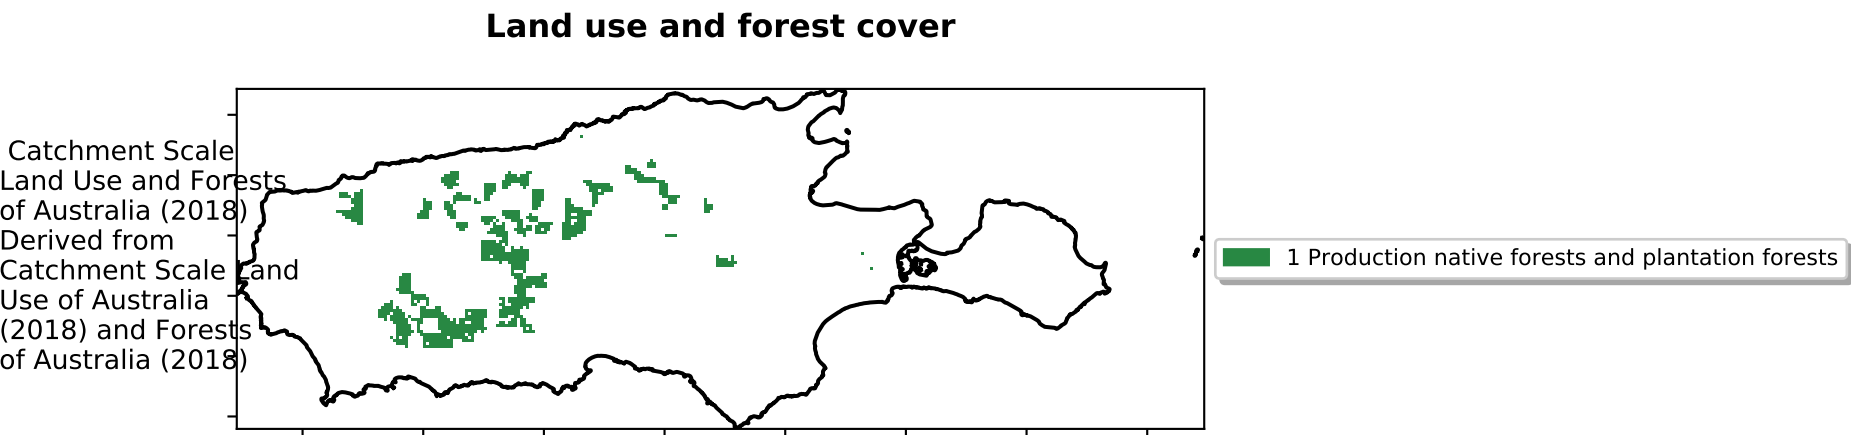 Land use and forest cover
Catchment Scale
Land Use and Forests
of Australia (2018)
Derived from
Catchment Scale Land
Use of Australia
(2018) and Forests
of Australia (2018)
1 Production native forests and plantation forests